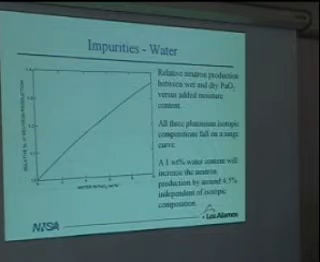 Impurities - Water
Relative neutron production
between wet and dry PuO2
versus added moisture
content.
All three plutonium isotopic
compositions fall on a single
curve.
A 1 wt% water content will
increase the neutron
production by around 4.5%
independent of isotopic
composition.
NNSA
Los Alamos